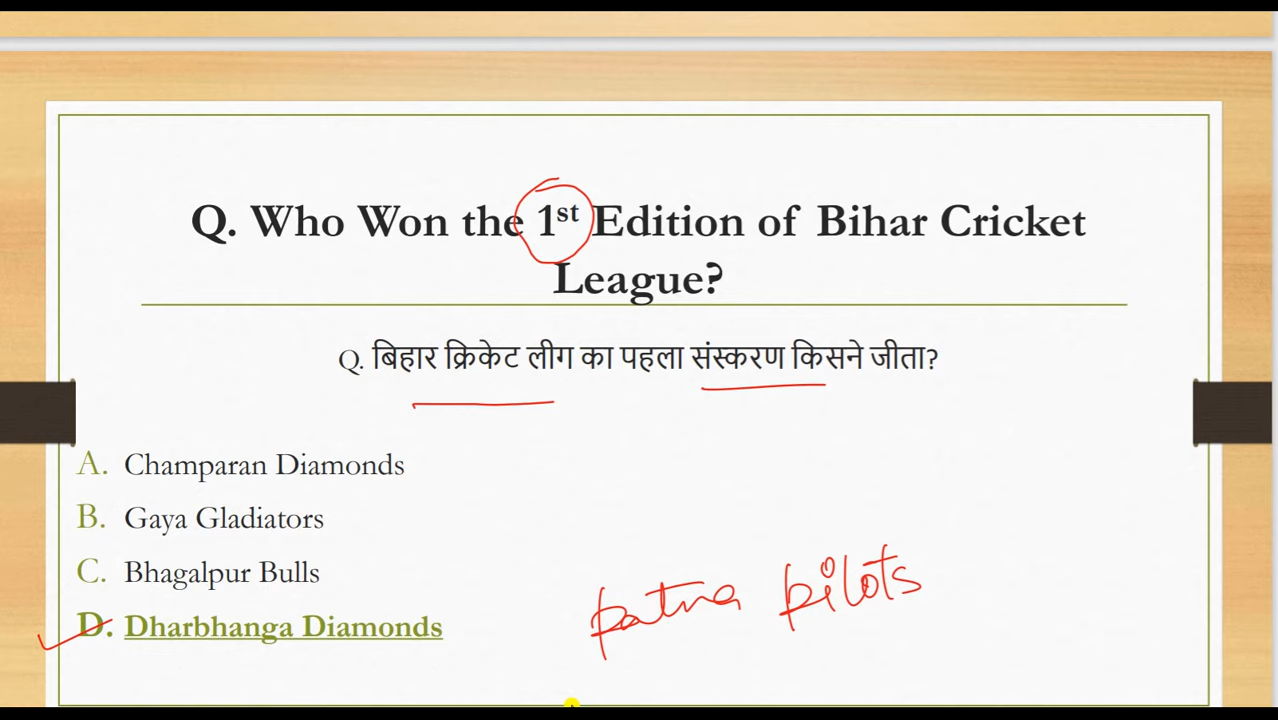 Q. Who Won the 1st Edition of Bihar Cricket
League?
Q. बिहार क्रिकेट लीग का पहला संस्करण किसने जीता?
A. Champaran Diamonds
B. Gaya Gladiators
C. Bhagalpur Bulls
D. Dharbhanga Diamonds
patna pilots